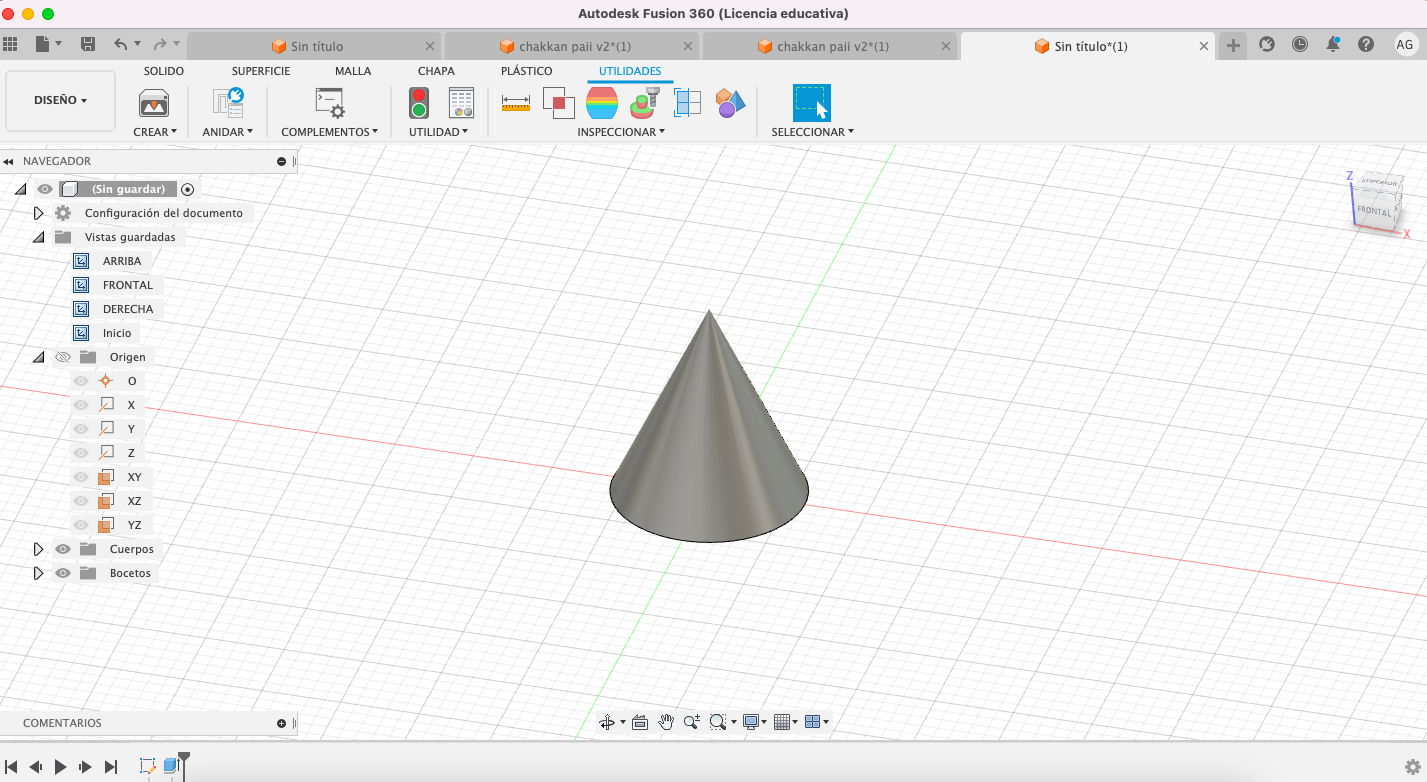 Autodesk Fusion 360 (Licencia educativa)
Sin título
chakkan paii v2*(1)
chakkan paii v2*(1)
Sin título*(1)
AG
SOLIDO SUPERFICIE MALLA CHAPA PLÁSTICO UTILIDADES
DISEÑO
CREAR ANIDAR COMPLEMENTOS UTILIDAD INSPECCIONAR SELECCIONAR
NAVEGADOR
(Sin guardar)
Configuración del documento
Vistas guardadas
ARRIBA
FRONTAL
DERECHA
Inicio
Origen
O
X
Y
Z
XY
XZ
YZ
Cuerpos
Bocetos
Z
SUPERIOR
FRONTAL
X
COMENTARIOS